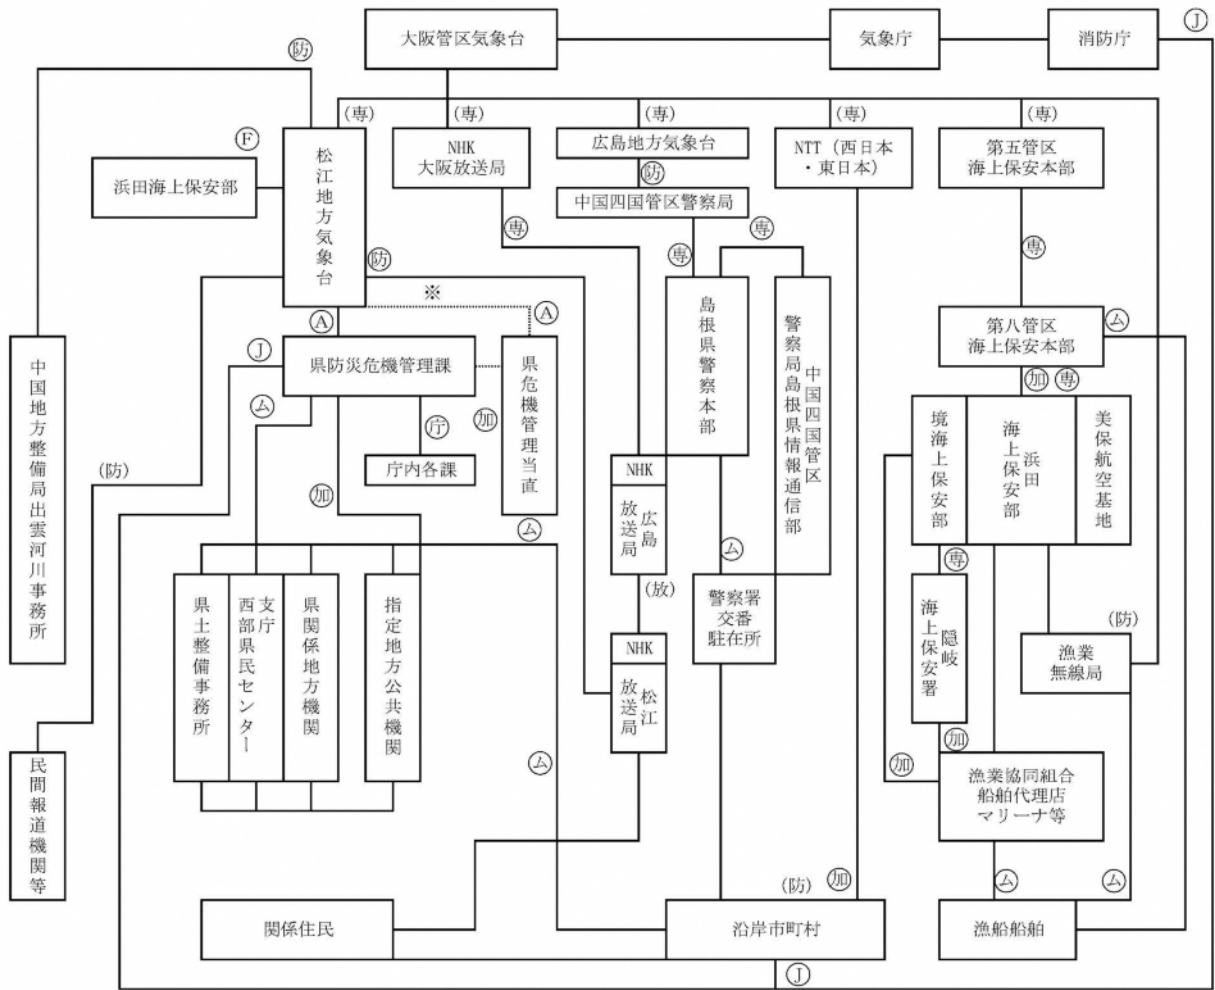 大阪管区気象台
気象庁
消防庁
Ⓙ
㊩防
(専)
(専)
(専)
(専)
(専)
Ⓕ
松江地方気象台
NHK
大阪放送局
広島地方気象台
NTT（西日本
・東日本）
第五管区
海上保安本部
浜田海上保安部
防
中国四国管区警察局
専
専
専
専
防
※
Ⓐ
Ⓐ
島根県警察本部
中国四国管区
警察局島根県情報通信部
第八管区
海上保安本部
ム
Ⓙ
県防災危機管理課
県危機管理当直
加
専
中国地方整備局出雲河川事務所
ム
庁
加
境海上保安部
浜田
海上保安部
美保航空基地
(防)
庁内各課
NHK
広島
放送局
加
ム
ム
専
(放)
県土整備事務所
支庁
西部県民センター
県関係地方機関
指定地方公共機関
警察署
交番
駐在所
隠岐
海上保安署
(防)
漁業
無線局
NHK
松江
放送局
民間報道機関等
ム
加
加
漁業協同組合
船舶代理店
マリーナ等
(防)
加
ム
ム
関係住民
沿岸市町村
漁船船舶
Ⓙ